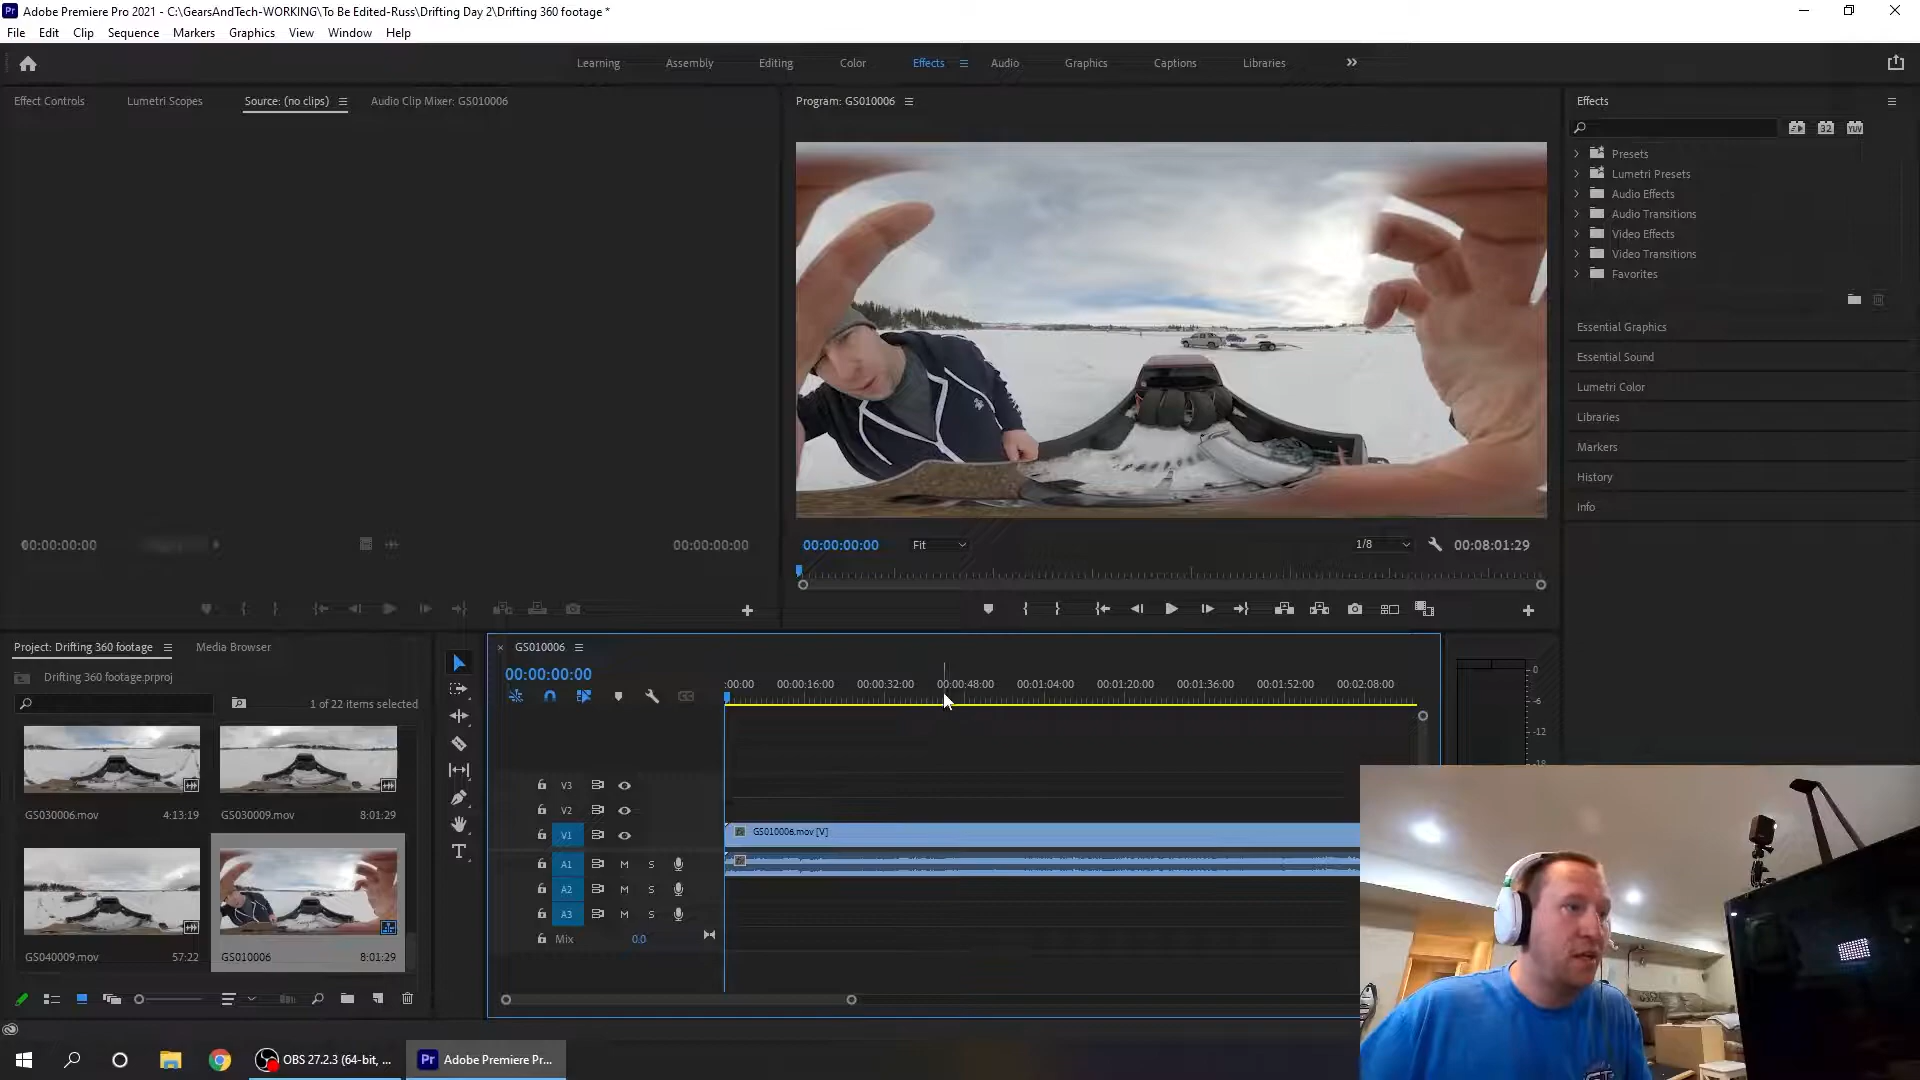 Pr Adobe Premiere Pro 2021 - C:\GearsAndTech-WORKING\To Be Edited-Russ\Drifting Day 2\Drifting 360 footage *
File Edit Clip Sequence Markers Graphics View Window Help
Learning Assembly Editing Color Effects Audio Graphics Captions Libraries
Effect Controls Lumetri Scopes Source: (no clips) Audio Clip Mixer: GS010006
Program: GS010006
Effects
32 YUV
Presets
Lumetri Presets
Audio Effects
Audio Transitions
Video Effects
Video Transitions
Favorites
Essential Graphics
Essential Sound
Lumetri Color
Libraries
Markers
History
Info
00:00:00:00 00:00:00:00
00:00:00:00 Fit 1/8 00:08:01:29
Project: Drifting 360 footage Media Browser
Drifting 360 footage.prproj
1 of 22 items selected
GS030006.mov 4:13:19
GS030009.mov 8:01:29
GS040009.mov 57:22
GS010006 8:01:29
GS010006
00:00:00:00
:00:00 00:00:16:00 00:00:32:00 00:00:48:00 00:01:04:00 00:01:20:00 00:01:36:00 00:01:52:00 00:02:08:00
V3
V2
V1 GS010006.mov [V]
A1 M S
A2 M S
A3 M S
Mix 0.0
0
-6
-12
-18
OBS 27.2.3 (64-bit, ...
Pr Adobe Premiere Pr...